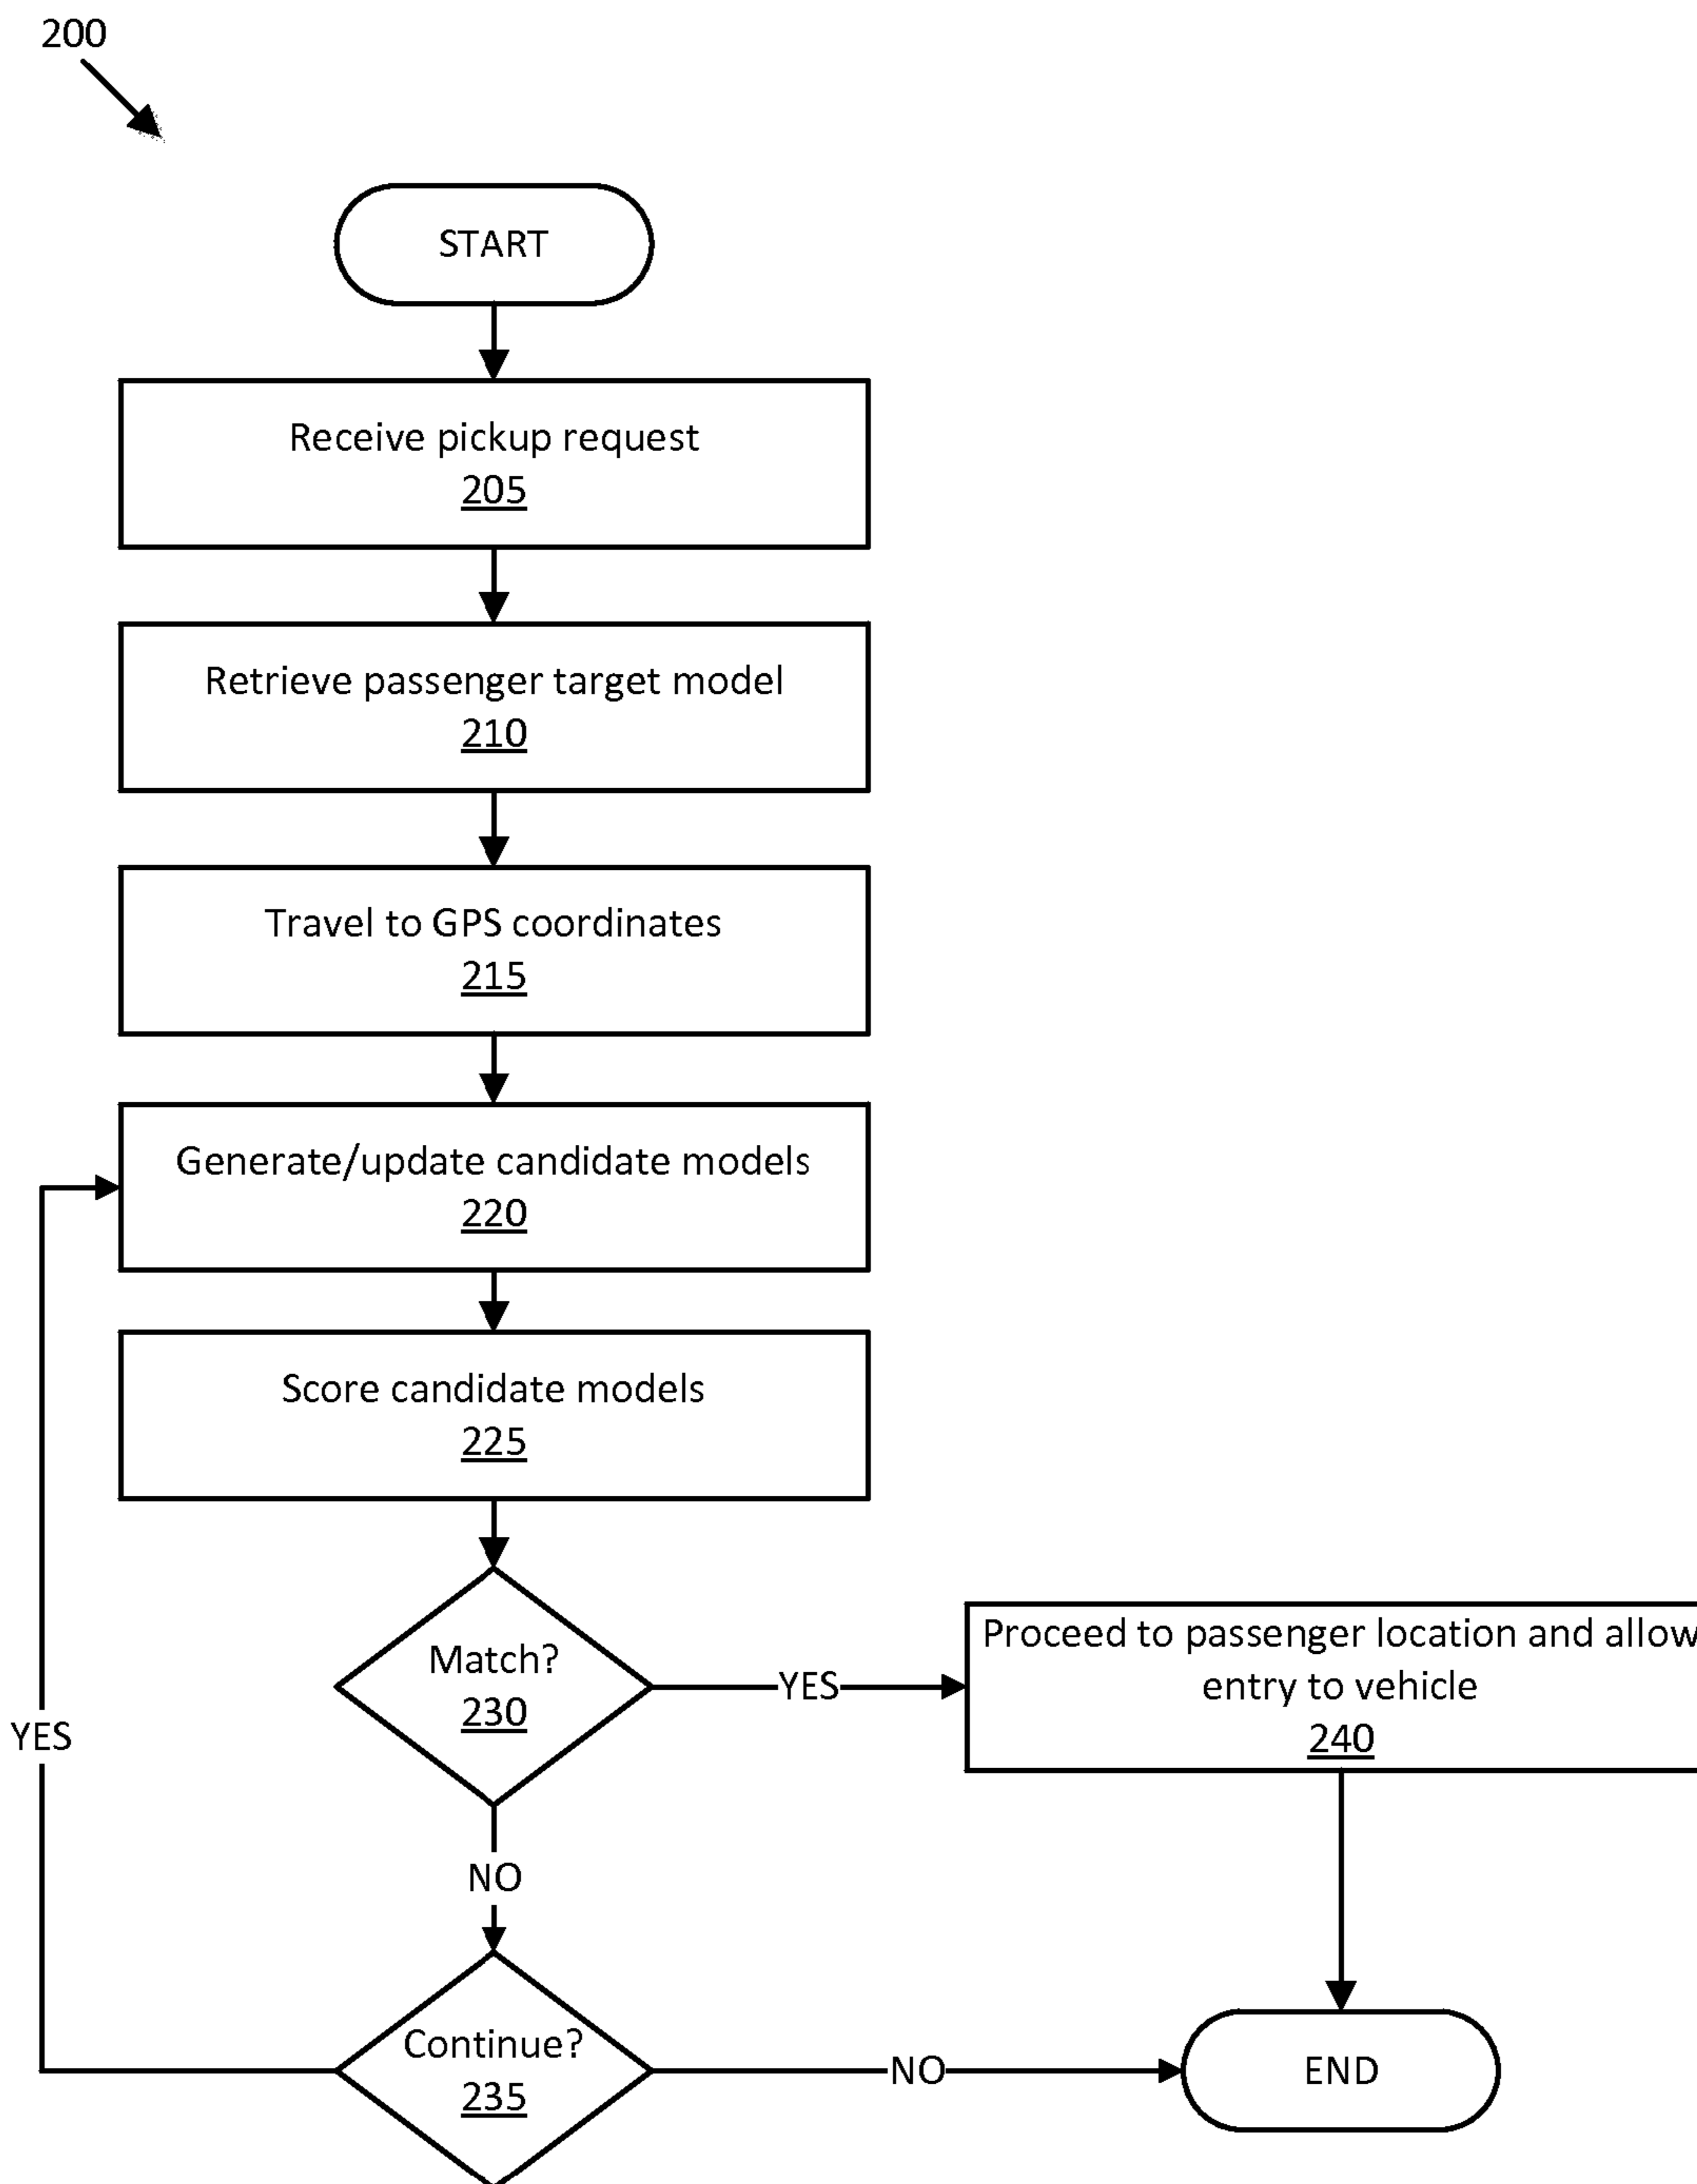 200
START
Receive pickup request
205
Retrieve passenger target model
210
Travel to GPS coordinates
215
Generate/update candidate models
220
Score candidate models
225
Match?
230
YES
Proceed to passenger location and allow
entry to vehicle
240
YES
NO
Continue?
235
NO
END